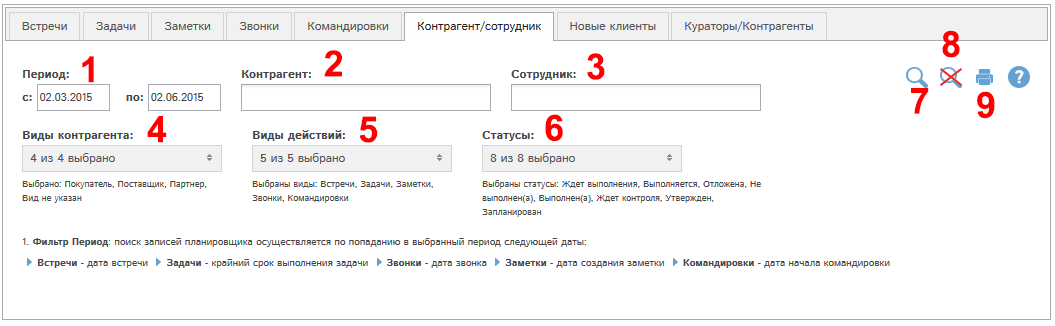 Встречи Задачи Заметки Звонки Командировки Контрагент/сотрудник Новые клиенты Кураторы/Контрагенты
Период: 1 Контрагент: 2 Сотрудник: 3 8
с: 02.03.2015 по: 02.06.2015 7 9 ?
Виды контрагента: 4 Виды действий: 5 Статусы: 6
4 из 4 выбрано 5 из 5 выбрано 8 из 8 выбрано
Выбрано: Покупатель, Поставщик, Партнер,
Вид не указан
Выбраны виды: Встречи, Задачи, Заметки,
Звонки, Командировки
Выбраны статусы: Ждет выполнения, Выполняется, Отложена, Не
выполнен(а), Выполнен(а), Ждет контроля, Утвержден,
Запланирован
1. Фильтр Период: поиск записей планировщика осуществляется по попаданию в выбранный период следующей даты:
Встречи - дата встречи Задачи - крайний срок выполнения задачи Звонки - дата звонка Заметки - дата создания заметки Командировки - дата начала командировки